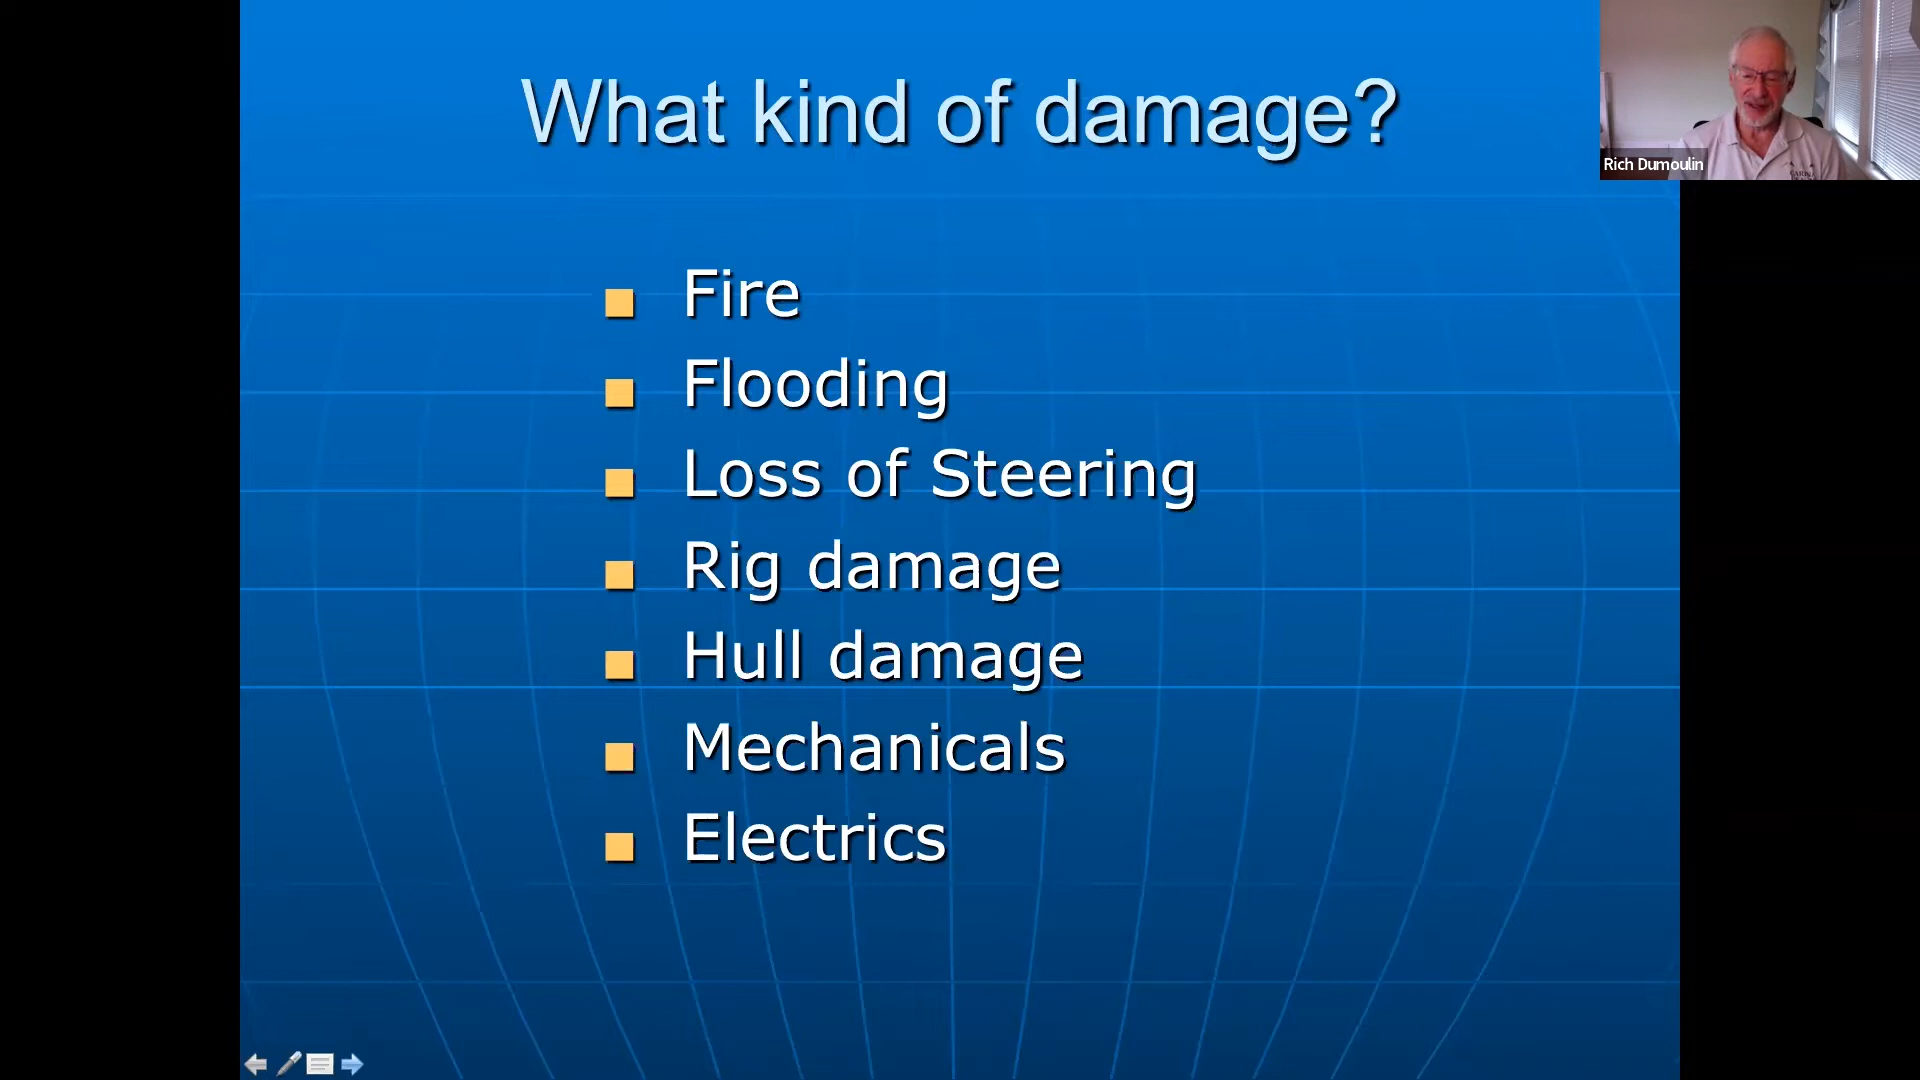 What kind of damage?
Rich Dumoulin
Fire
Flooding
Loss of Steering
Rig damage
Hull damage
Mechanicals
Electrics